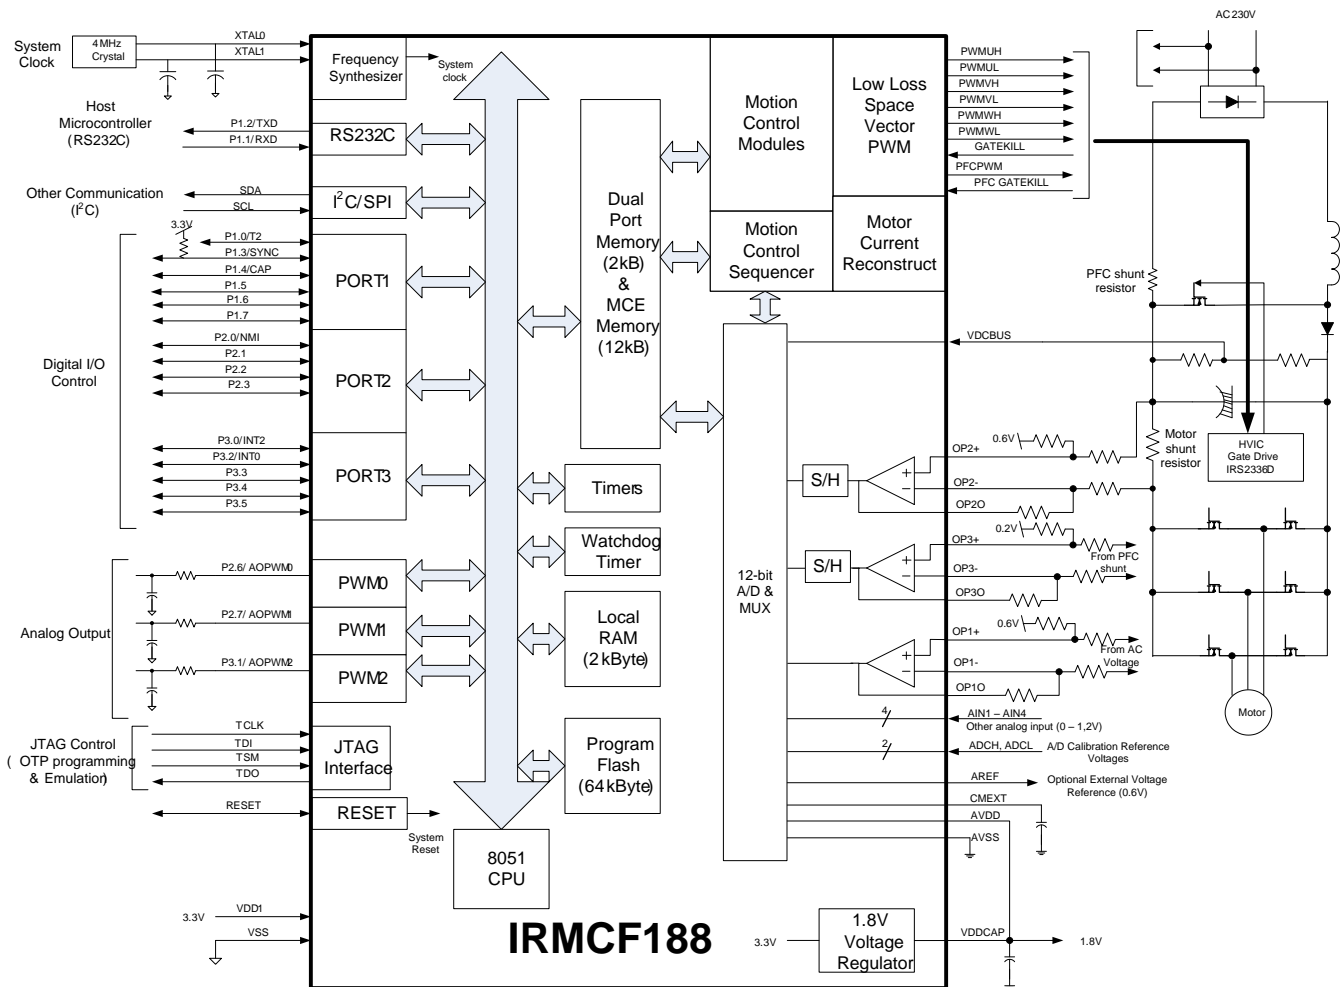 AC 230V
System
Clock
4 MHz
Crystal
XTAL0
XTAL1
Frequency
Synthesizer
System
clock
Host
Microcontroller
(RS232C)
P1.2/TXD
P1.1/RXD
RS232C
Other Communication
(I²C)
SDA
SCL
I²C/SPI
3.3V
P1.0/T2
P1.3/SYNC
P1.4/CAP
P1.5
P1.6
P1.7
PORT1
Digital I/O
Control
P2.0/NMI
P2.1
P2.2
P2.3
PORT2
P3.0/INT2
P3.2/INT0
P3.3
P3.4
P3.5
PORT3
Analog Output
P2.6/ AOPWM0
PWM0
P2.7/ AOPWM1
PWM1
P3.1/ AOPWM2
PWM2
JTAG Control
( OTP programming
& Emulation)
TCLK
TDI
TSM
TDO
JTAG
Interface
RESET
RESET
System
Reset
3.3V
VDD1
VSS
8051
CPU
Dual
Port
Memory
(2kB)
&
MCE
Memory
(12kB)
Timers
Watchdog
Timer
Local
RAM
(2 kByte)
Program
Flash
(64 kByte)
Motion
Control
Modules
Low Loss
Space
Vector
PWM
Motion
Control
Sequencer
Motor
Current
Reconstruct
12-bit
A/D &
MUX
S/H
S/H
PWMUH
PWMUL
PWMVH
PWMVL
PWMWH
PWMWL
GATEKILL
PFCPWM
PFC GATEKILL
PFC shunt
resistor
VDCBUS
0.6V
OP2+
OP2-
OP2O
Motor
shunt
resistor
HVIC
Gate Drive
IRS2336D
0.2V
OP3+
OP3-
OP3O
From PFC
shunt
0.6V
OP1+
OP1-
OP1O
From AC
Voltage
Motor
4
AIN1 – AIN4
Other analog input (0 – 1,2V)
2
ADCH, ADCL
A/D Calibration Reference
Voltages
AREF
Optional External Voltage
Reference (0.6V)
CMEXT
AVDD
AVSS
IRMCF188
3.3V
1.8V
Voltage
Regulator
VDDCAP
1.8V